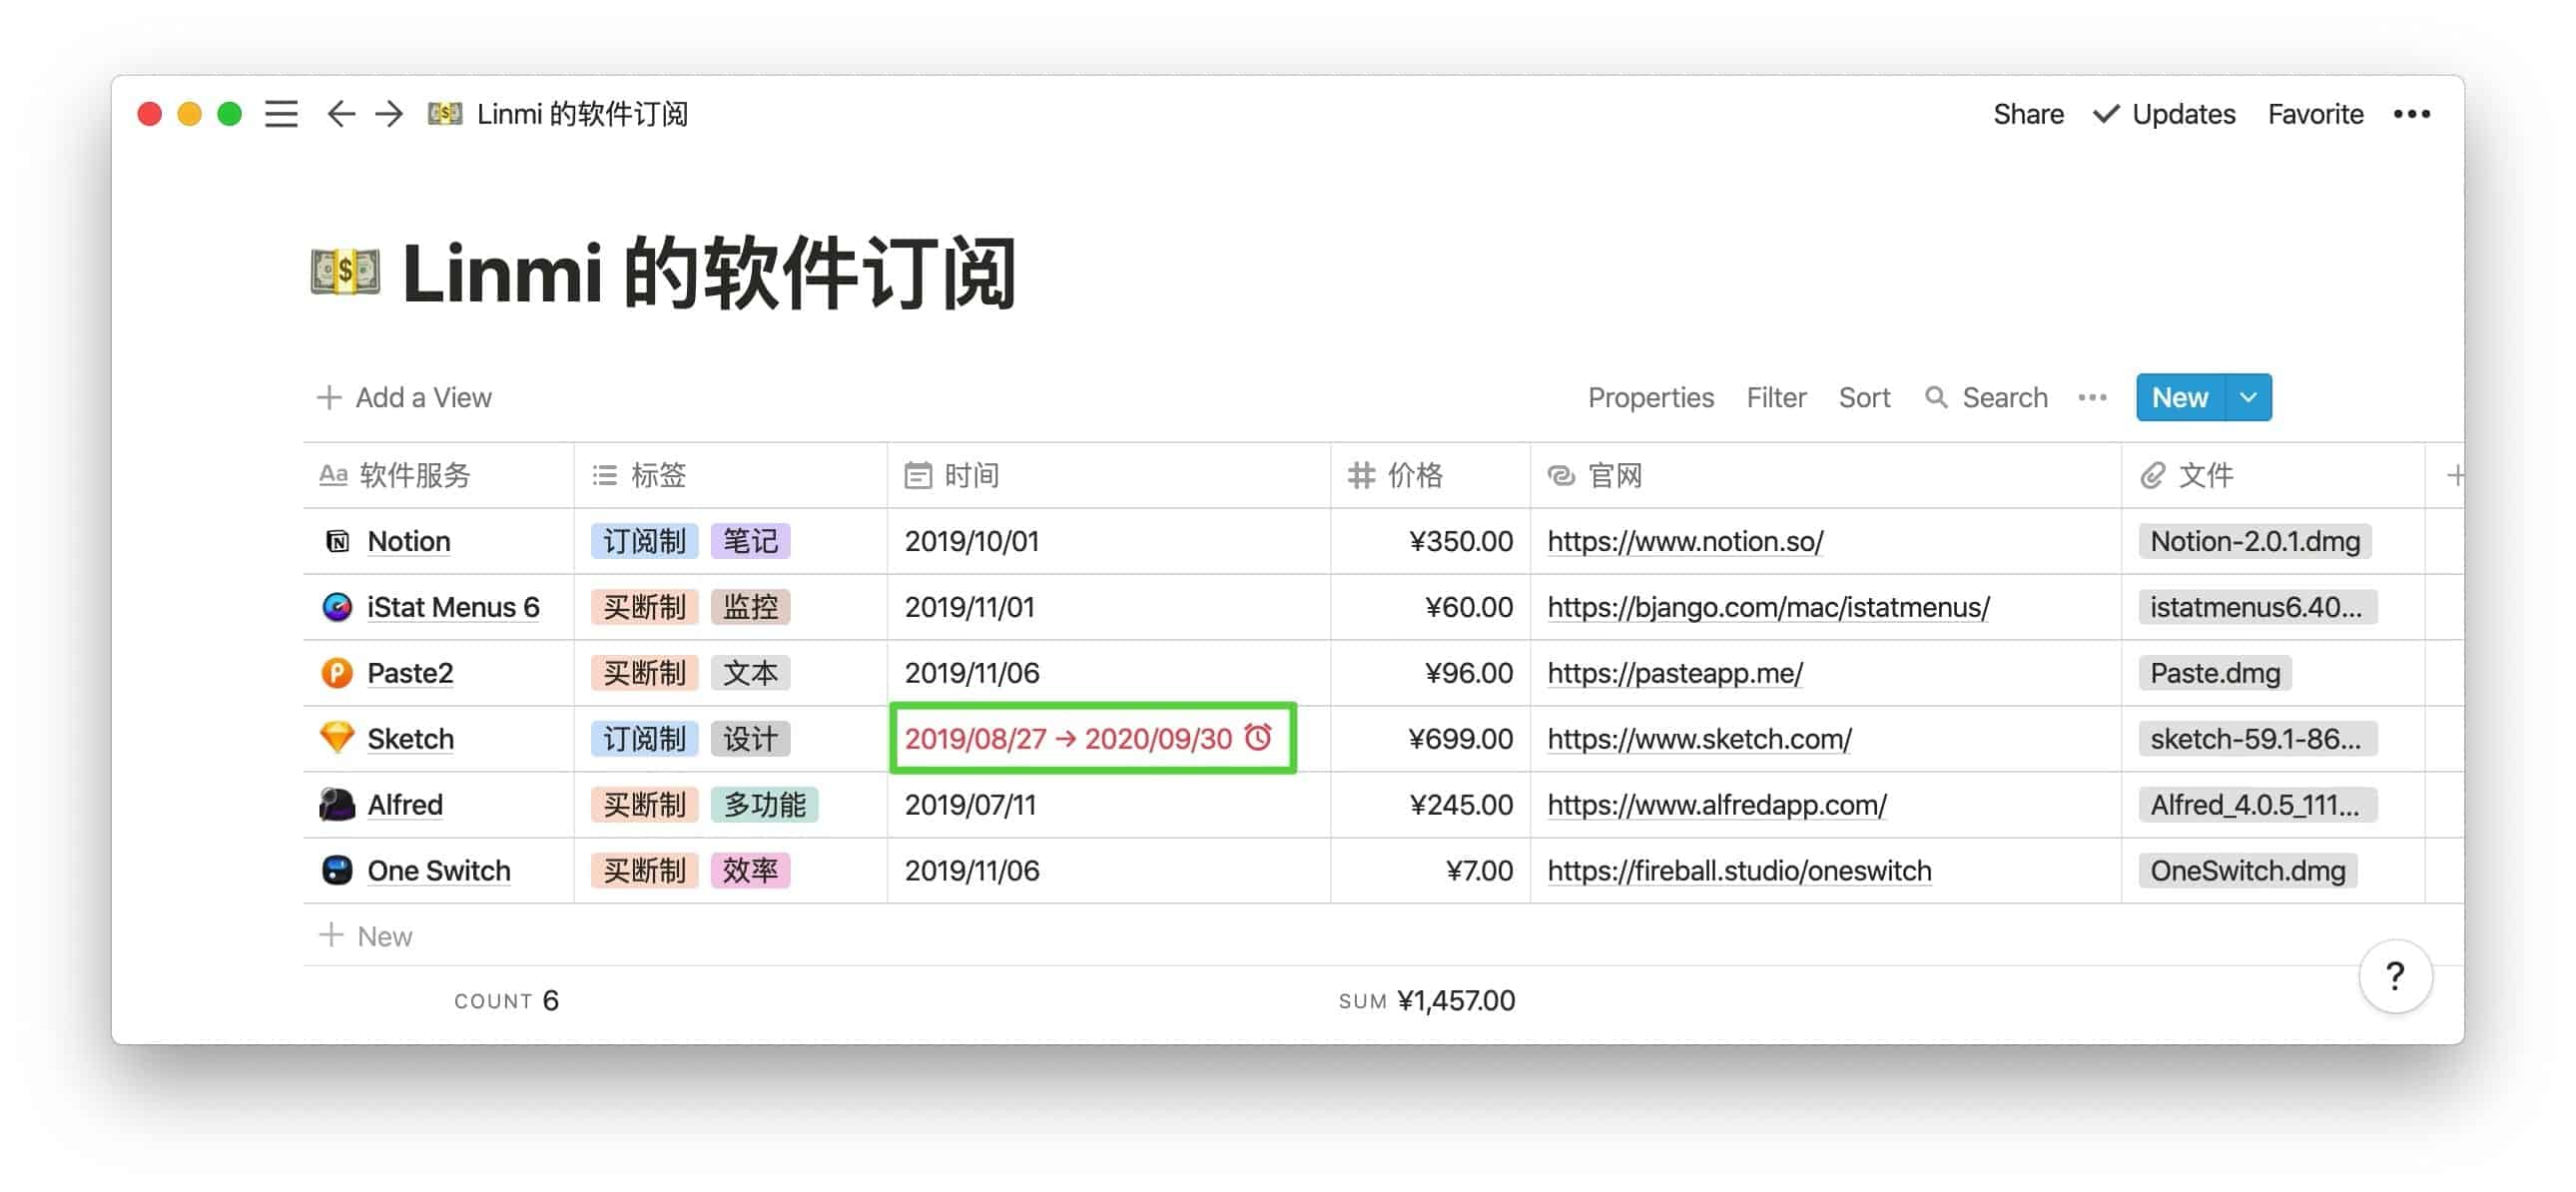 Linmi 的软件订阅 Share Updates Favorite
Linmi 的软件订阅
Add a View Properties Filter Sort Search New
Aa 软件服务 标签 时间 价格 官网 文件
Notion 订阅制 笔记 2019/10/01 ¥350.00 https://www.notion.so/ Notion-2.0.1.dmg
iStat Menus 6 买断制 监控 2019/11/01 ¥60.00 https://bjango.com/mac/istatmenus/ istatmenus6.40...
Paste2 买断制 文本 2019/11/06 ¥96.00 https://pasteapp.me/ Paste.dmg
Sketch 订阅制 设计 2019/08/27 → 2020/09/30 ¥699.00 https://www.sketch.com/ sketch-59.1-86...
Alfred 买断制 多功能 2019/07/11 ¥245.00 https://www.alfredapp.com/ Alfred_4.0.5_111...
One Switch 买断制 效率 2019/11/06 ¥7.00 https://fireball.studio/oneswitch OneSwitch.dmg
New
COUNT 6 SUM ¥1,457.00 ?